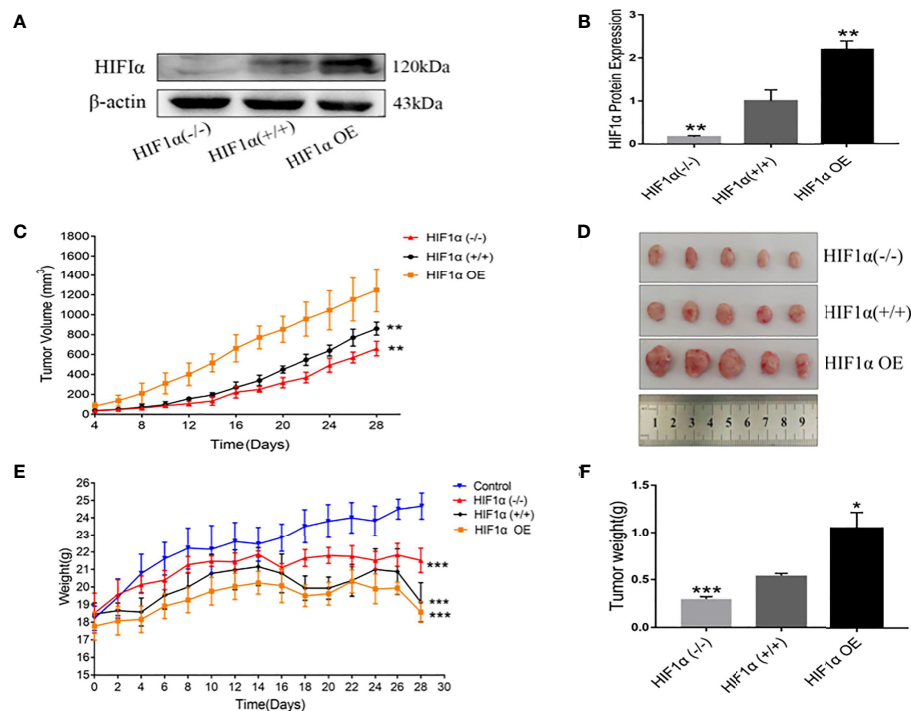 A
HIFIα
120kDa
β-actin
43kDa
HIF1α(-/-)
HIF1α(+/+)
HIF1α OE
B
HIF1α Protein Expression
3
2
1
0
**
**
HIF1α(-/-)
HIF1α(+/+)
HIF1α OE
C
Tumor Volume (mm³)
1800
1600
1400
1200
1000
800
600
400
200
0
4 8 12 16 20 24 28
Time(Days)
HIF1α (-/-)
HIF1α (+/+)
HIF1α OE
**
**
D
HIF1α(-/-)
HIF1α(+/+)
HIF1α OE
1 2 3 4 5 6 7 8 9
E
Weight(g)
26
25
24
23
22
21
20
19
18
17
16
15
0 2 4 6 8 10 12 14 16 18 20 22 24 26 28 30
Time(Days)
Control
HIF1α (-/-)
HIF1α (+/+)
HIF1α OE
***
***
***
F
Tumor weight(g)
1.5
1.0
0.5
0.0
***
*
HIF1α (-/-)
HIF1α (+/+)
HIF1α OE